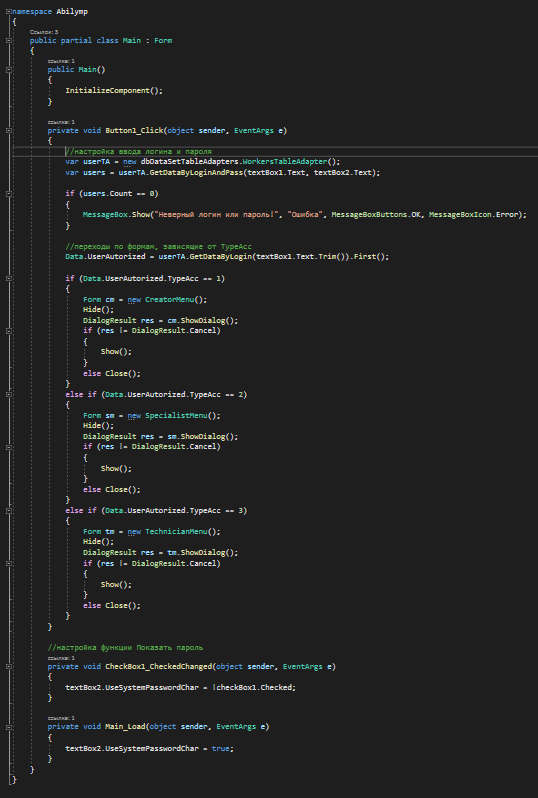 namespace Abilymp
{
Ссылок: 3
public partial class Main : Form
{
ссылка: 1
public Main()
{
InitializeComponent();
}
ссылка: 1
private void Button1_Click(object sender, EventArgs e)
{
//настройка ввода логина и пароля
var userTA = new dbDataSetTableAdapters.WorkersTableAdapter();
var users = userTA.GetDataByLoginAndPass(textBox1.Text, textBox2.Text);
if (users.Count == 0)
{
MessageBox.Show("Неверный логин или пароль!", "Ошибка", MessageBoxButtons.OK, MessageBoxIcon.Error);
}
//переходы по формам, зависящие от TypeAcc
Data.UserAutorized = userTA.GetDataByLogin(textBox1.Text.Trim()).First();
if (Data.UserAutorized.TypeAcc == 1)
{
Form cm = new CreatorMenu();
Hide();
DialogResult res = cm.ShowDialog();
if (res != DialogResult.Cancel)
{
Show();
}
else Close();
}
else if (Data.UserAutorized.TypeAcc == 2)
{
Form sm = new SpecialistMenu();
Hide();
DialogResult res = sm.ShowDialog();
if (res != DialogResult.Cancel)
{
Show();
}
else Close();
}
else if (Data.UserAutorized.TypeAcc == 3)
{
Form tm = new TechnicianMenu();
Hide();
DialogResult res = tm.ShowDialog();
if (res != DialogResult.Cancel)
{
Show();
}
else Close();
}
}
//настройка функции Показать пароль
ссылка: 1
private void CheckBox1_CheckedChanged(object sender, EventArgs e)
{
textBox2.UseSystemPasswordChar = !checkBox1.Checked;
}
ссылка: 1
private void Main_Load(object sender, EventArgs e)
{
textBox2.UseSystemPasswordChar = true;
}
}
}